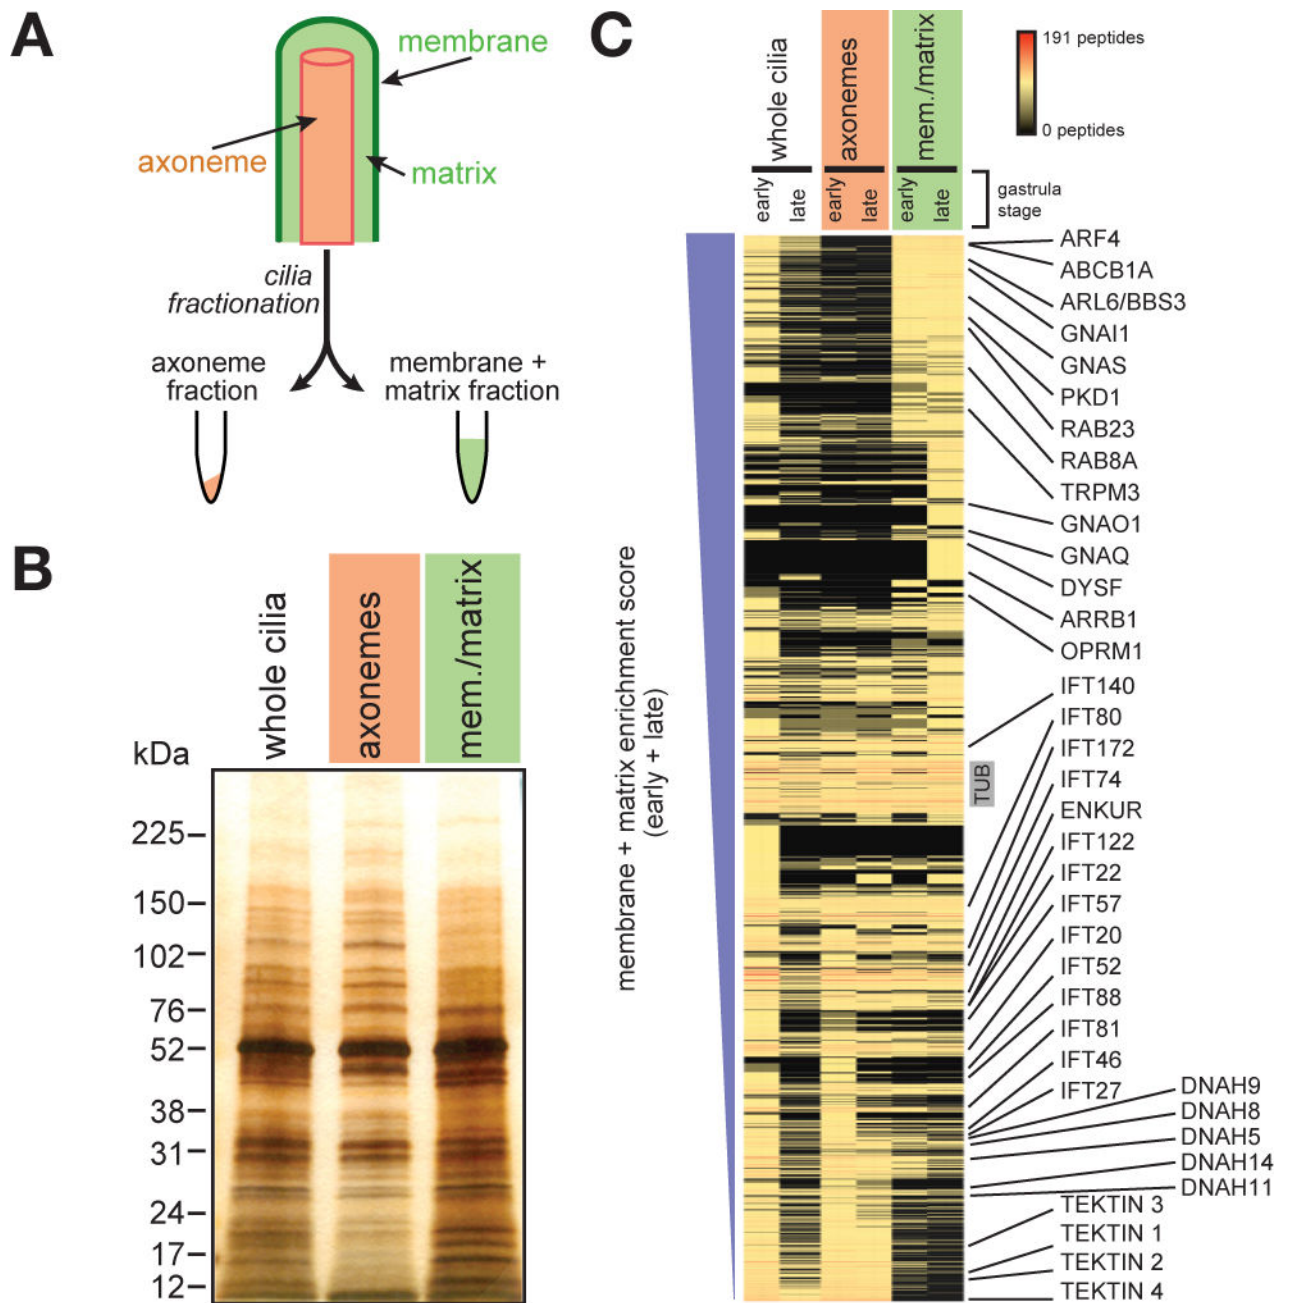 A
membrane
axoneme
matrix
cilia
fractionation
axoneme
fraction
membrane +
matrix fraction
B
whole cilia
axonemes
mem./matrix
kDa
225
150
102
76
52
38
31
24
17
12
C
whole cilia
axonemes
mem./matrix
191 peptides
0 peptides
early
late
early
late
early
late
gastrula
stage
membrane + matrix enrichment score
(early + late)
ARF4
ABCB1A
ARL6/BBS3
GNAI1
GNAS
PKD1
RAB23
RAB8A
TRPM3
GNAO1
GNAQ
DYSF
ARRB1
OPRM1
IFT140
IFT80
IFT172
TUB
IFT74
ENKUR
IFT122
IFT22
IFT57
IFT20
IFT52
IFT88
IFT81
IFT46
IFT27
DNAH9
DNAH8
DNAH5
DNAH14
DNAH11
TEKTIN 3
TEKTIN 1
TEKTIN 2
TEKTIN 4